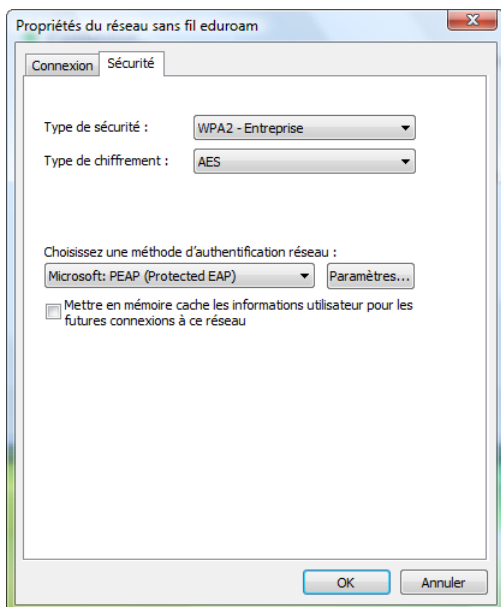 Propriétés du réseau sans fil eduroam
Connexion
Sécurité
Type de sécurité :
WPA2 - Entreprise
Type de chiffrement :
AES
Choisissez une méthode d'authentification réseau :
Microsoft: PEAP (Protected EAP)
Paramètres...
Mettre en mémoire cache les informations utilisateur pour les
futures connexions à ce réseau
OK
Annuler